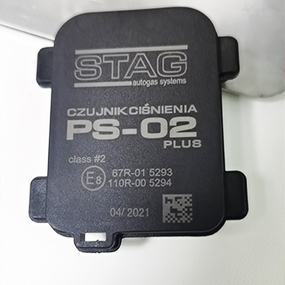 STAG
autogas systems
CZUJNIK CIŚNIENIA
PS-02
PLUS
class #2
E8 67R-01 5293
110R-00 5294
04/2021